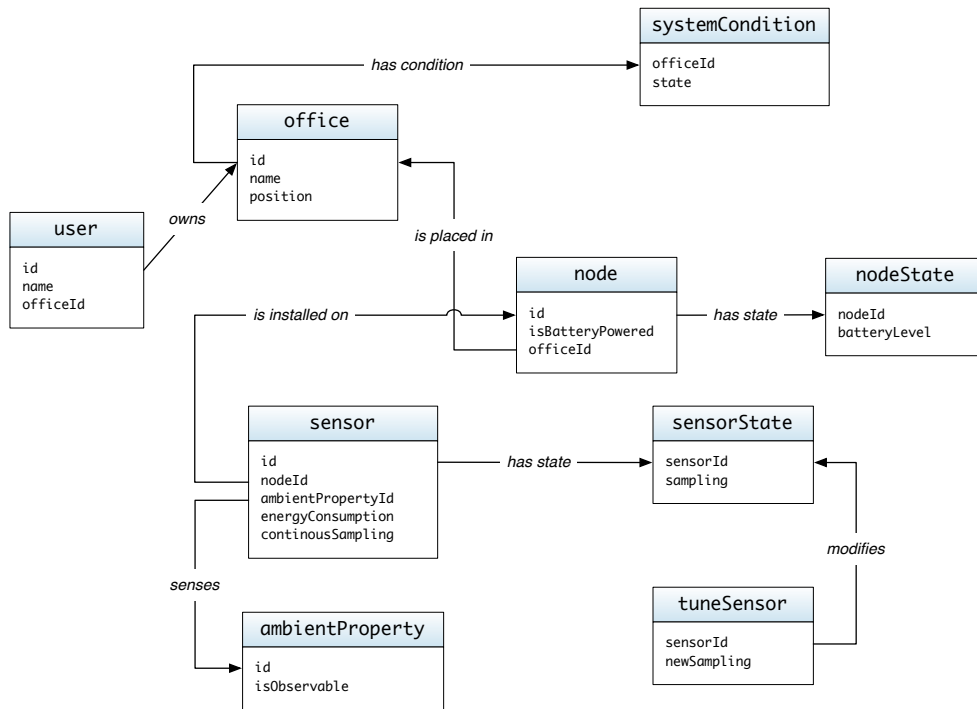 systemCondition
officeId
state
has condition
office
id
name
position
owns
user
id
name
officeId
is placed in
node
id
isBatteryPowered
officeId
has state
nodeState
nodeId
batteryLevel
is installed on
sensor
id
nodeId
ambientPropertyId
energyConsumption
continousSampling
has state
sensorState
sensorId
sampling
modifies
senses
tuneSensor
sensorId
newSampling
ambientProperty
id
isObservable